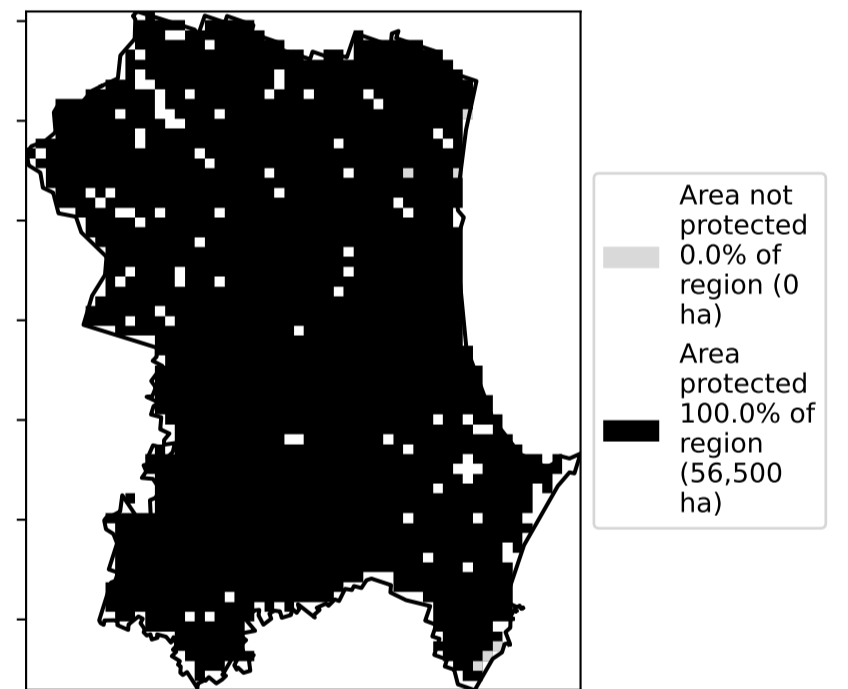 Area not
protected
0.0% of
region (0
ha)
Area
protected
100.0% of
region
(56,500
ha)